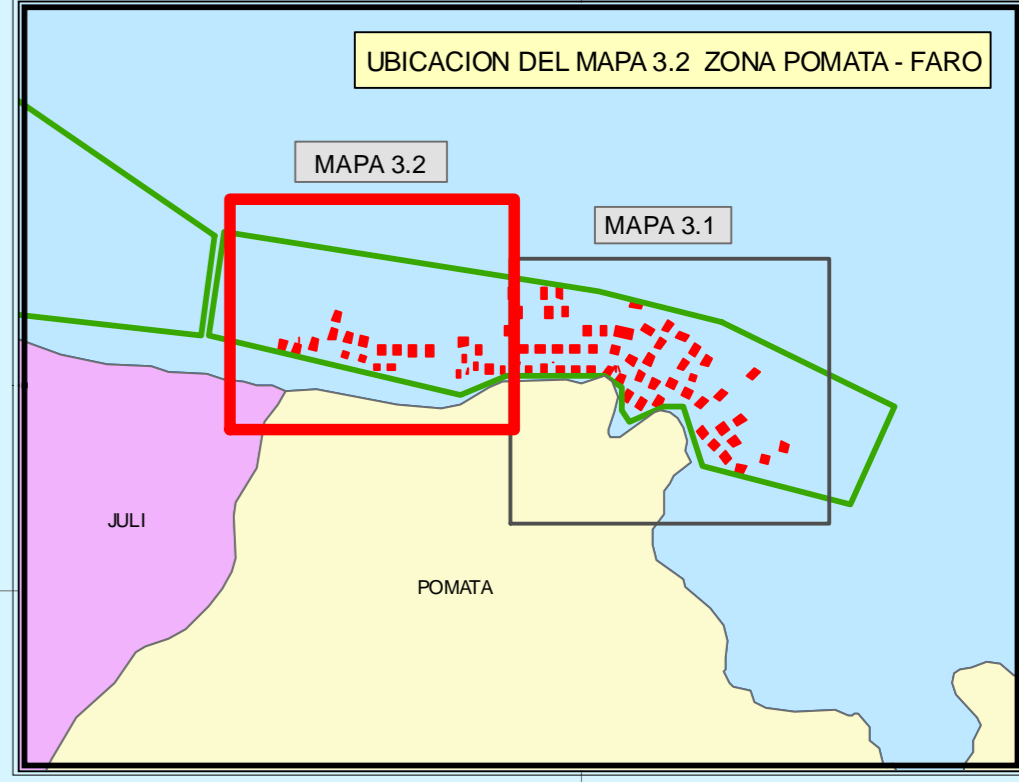 UBICACION DEL MAPA 3.2 ZONA POMATA - FARO
MAPA 3.2
MAPA 3.1
JULI
POMATA